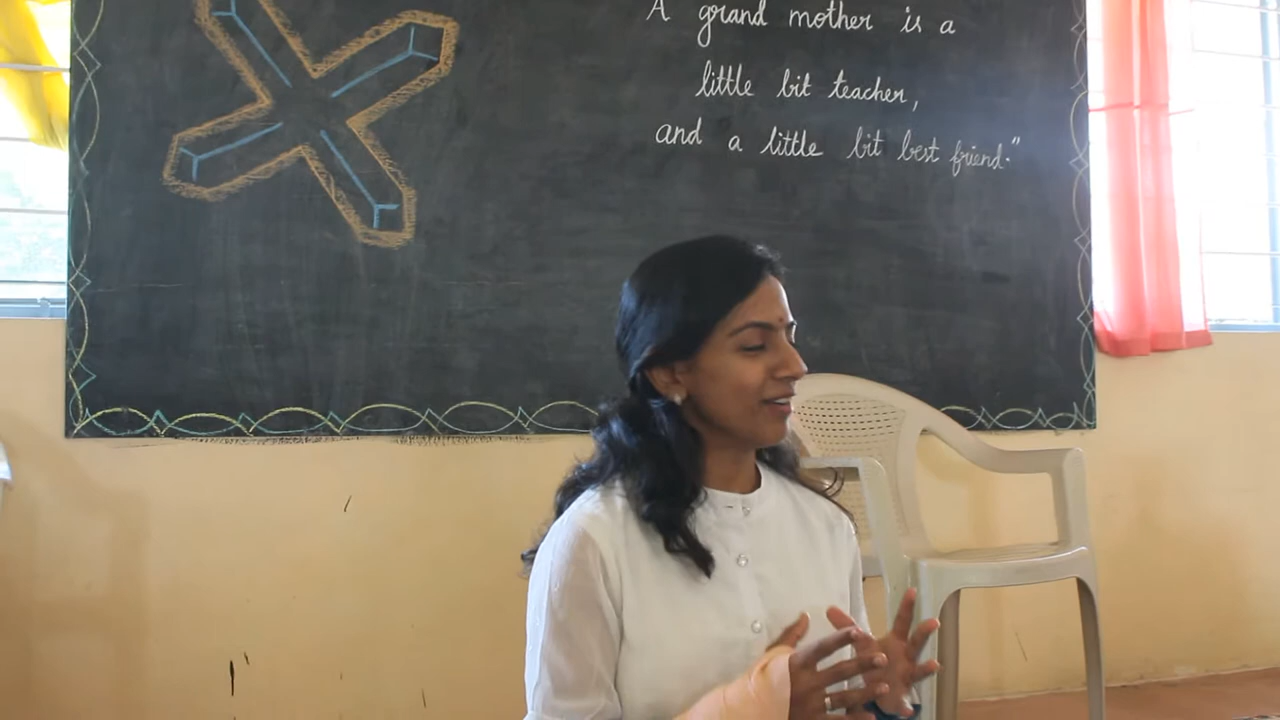 A grand mother is a
little bit teacher,
and a little bit best friend."